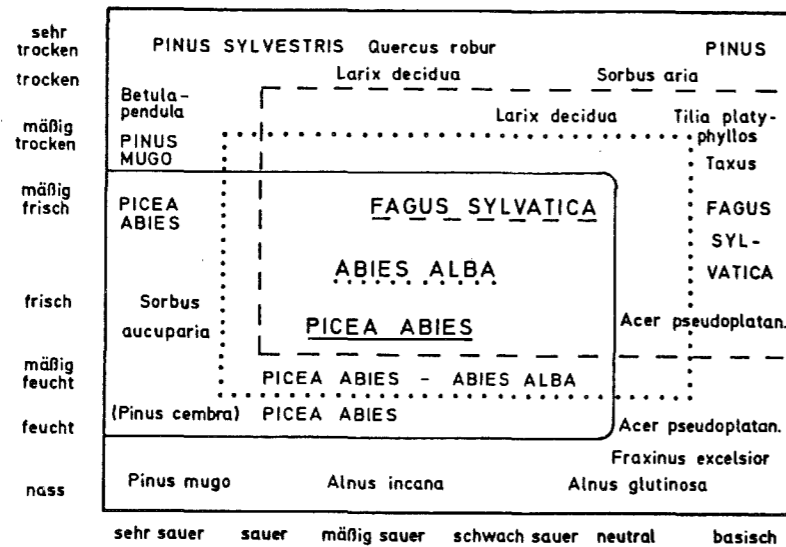 sehr
trocken
PINUS SYLVESTRIS Quercus robur PINUS
trocken
Larix decidua Sorbus aria
Betula-
pendula
Larix decidua Tilia platy-
phyllos
mäßig
trocken
PINUS
MUGO
Taxus
mäßig
frisch
PICEA
ABIES
FAGUS SYLVATICA
FAGUS
SYL-
VATICA
ABIES ALBA
frisch
Sorbus
aucuparia
PICEA ABIES
Acer pseudoplatan.
mäßig
feucht
PICEA ABIES - ABIES ALBA
feucht
(Pinus cembra) PICEA ABIES
Acer pseudoplatan.
Fraxinus excelsior
nass
Pinus mugo Alnus incana Alnus glutinosa
sehr sauer sauer mäßig sauer schwach sauer neutral basisch